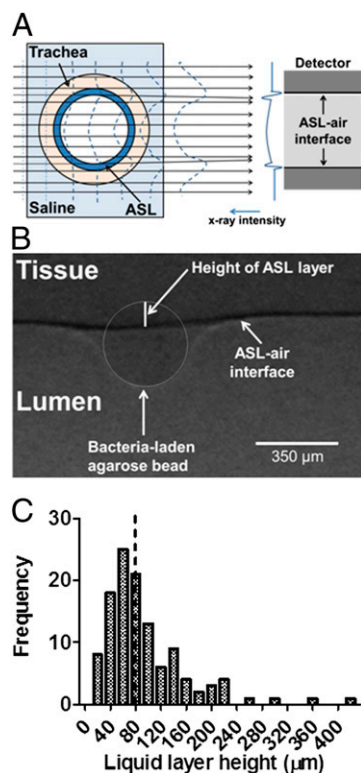 A
Trachea
Saline
ASL
x-ray intensity
Detector
ASL-air
interface
B
Tissue
Height of ASL layer
ASL-air
interface
Lumen
Bacteria-laden
agarose bead
350 µm
C
Frequency
30
20
10
0
0
40
80
120
160
200
240
280
320
360
400
Liquid layer height (µm)